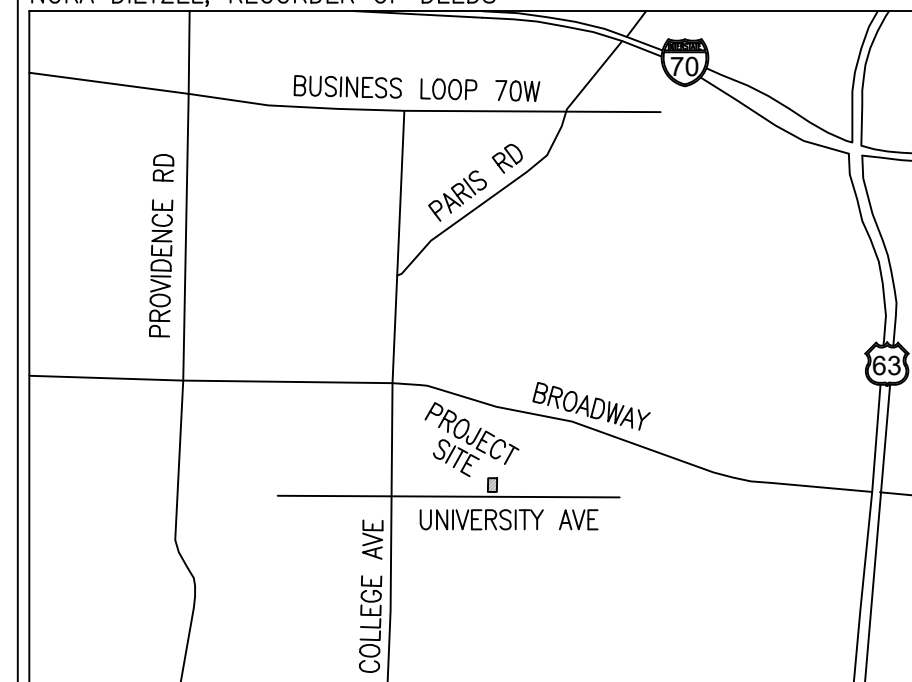 NORA DIETZEL, RECORDER OF DEEDS
INTERSTATE
70
BUSINESS LOOP 70W
PARIS RD
PROVIDENCE RD
63
BROADWAY
PROJECT
SITE
UNIVERSITY AVE
COLLEGE AVE